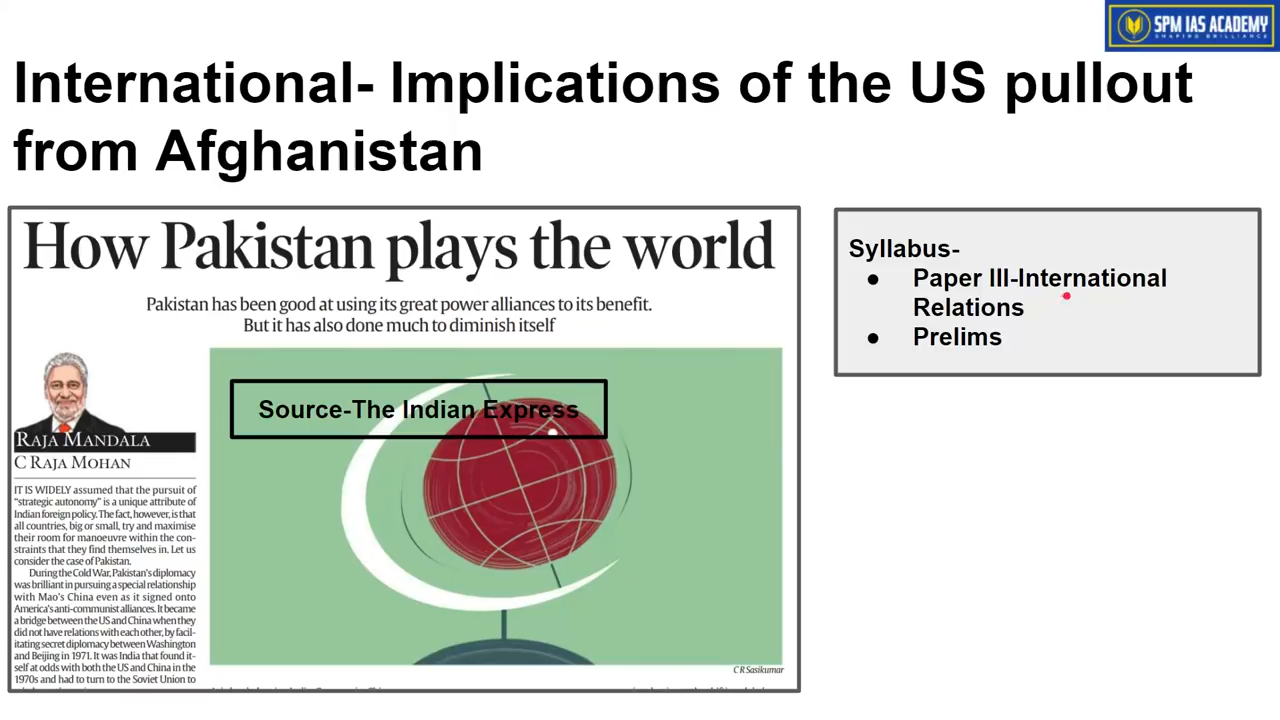 SPM IAS ACADEMY
SHAPING BRILLIANCE
International- Implications of the US pullout
from Afghanistan
How Pakistan plays the world
Pakistan has been good at using its great power alliances to its benefit.
But it has also done much to diminish itself
Source-The Indian Express
RAJA MANDALA
C RAJA MOHAN
IT IS WIDELY assumed that the pursuit of
“strategic autonomy” is a unique attribute of
Indian foreign policy. The fact, however, is that
all countries, big or small, try and maximise
their room for manoeuvre within the con-
straints that they find themselves in. Let us
consider the case of Pakistan.
During the Cold War, Pakistan's diplomacy
was brilliant in pursuing a special relationship
with Mao's China even as it signed onto
America's anti-communist alliances. It became
a bridge between the US and China when they
did not have relations with each other, by facil-
itating secret diplomacy between Washington
and Beijing in 1971. It was India that found it-
self at odds with both the US and China in the
1970s and had to turn to the Soviet Union to
C R Sasikumar
Syllabus-
● Paper III-International
Relations
● Prelims